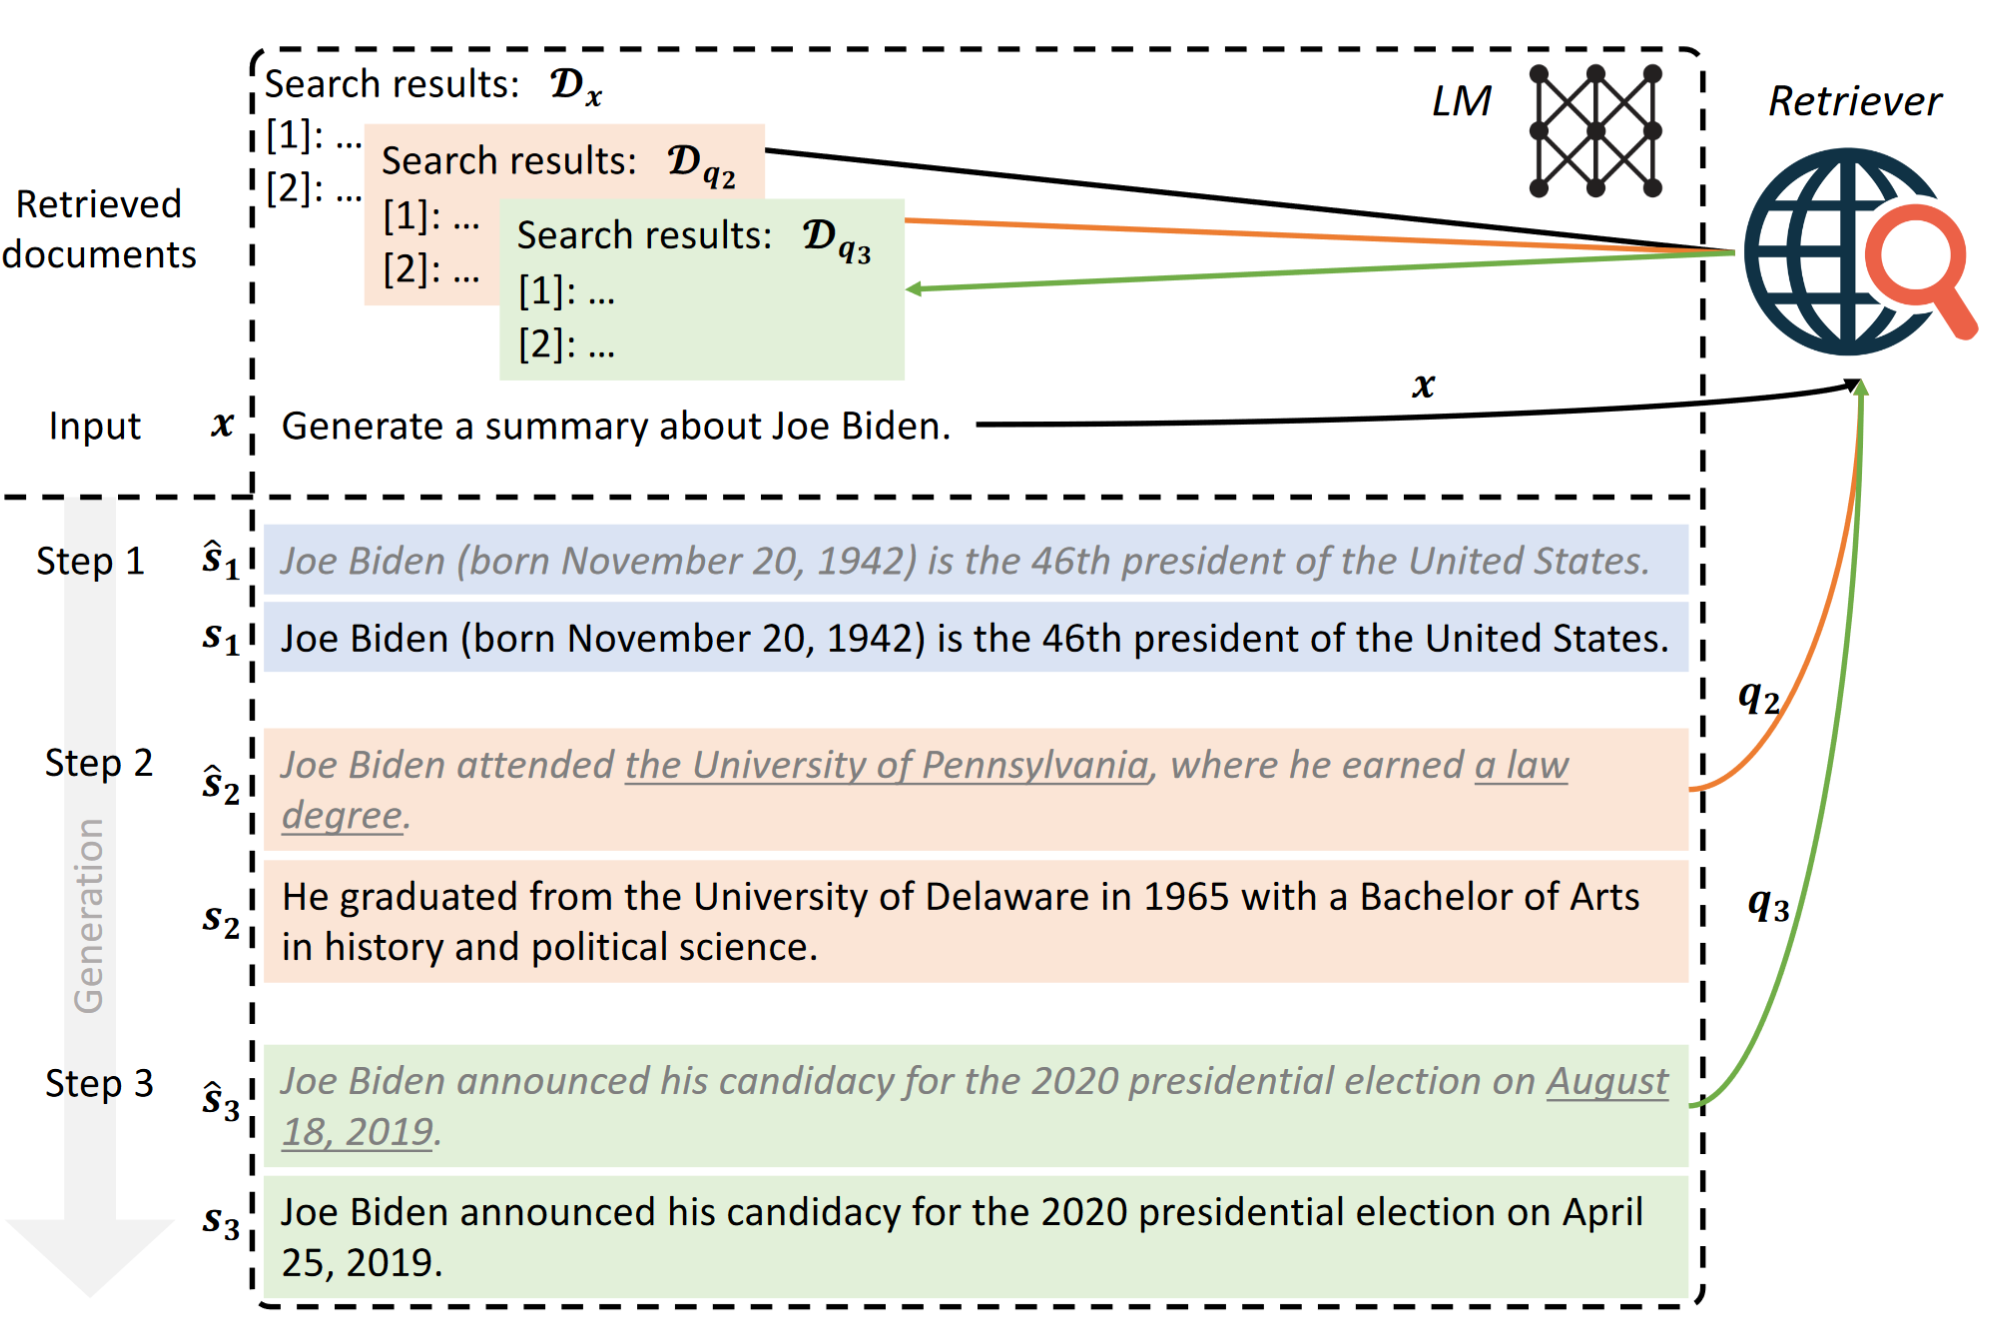 Search results: 𝒟x
LM
Retriever
[1]: ...
[2]: ...
Search results: 𝒟q2
[1]: ...
[2]: ...
Search results: 𝒟q3
[1]: ...
[2]: ...
Retrieved
documents
x
Input x Generate a summary about Joe Biden.
Step 1 ŝ1 Joe Biden (born November 20, 1942) is the 46th president of the United States.
s1 Joe Biden (born November 20, 1942) is the 46th president of the United States.
q2
Step 2 ŝ2 Joe Biden attended the University of Pennsylvania, where he earned a law
degree.
s2 He graduated from the University of Delaware in 1965 with a Bachelor of Arts
in history and political science.
q3
Generation
Step 3 ŝ3 Joe Biden announced his candidacy for the 2020 presidential election on August
18, 2019.
s3 Joe Biden announced his candidacy for the 2020 presidential election on April
25, 2019.